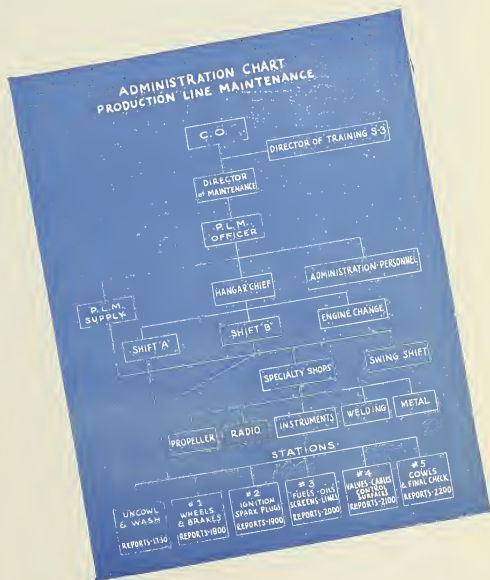 ADMINISTRATION CHART
PRODUCTION LINE MAINTENANCE
C.O.
DIRECTOR OF TRAINING S-3
DIRECTOR
of MAINTENANCE
P.L.M.
OFFICER
HANGAR CHIEF
ADMINISTRATION-PERSONNEL
P.L.M.
SUPPLY
SHIFT "A"
SHIFT "B"
ENGINE CHANGE
SPECIALTY SHOPS
SWING SHIFT
PROPELLER
RADIO
INSTRUMENTS
WELDING
METAL
STATIONS
UNCOWL
& WASH
REPORTS-1730
#1
WHEELS
& BRAKES
REPORTS-1800
#2
IGNITION
SPARK PLUGS
REPORTS-1900
#3
FUELS-OILS
SCREENS-LINES
REPORTS-2000
#4
VALVES-CABLES
CONTROL
SURFACES
REPORTS-2100
#5
COWLS
& FINAL CHECK
REPORTS-2200